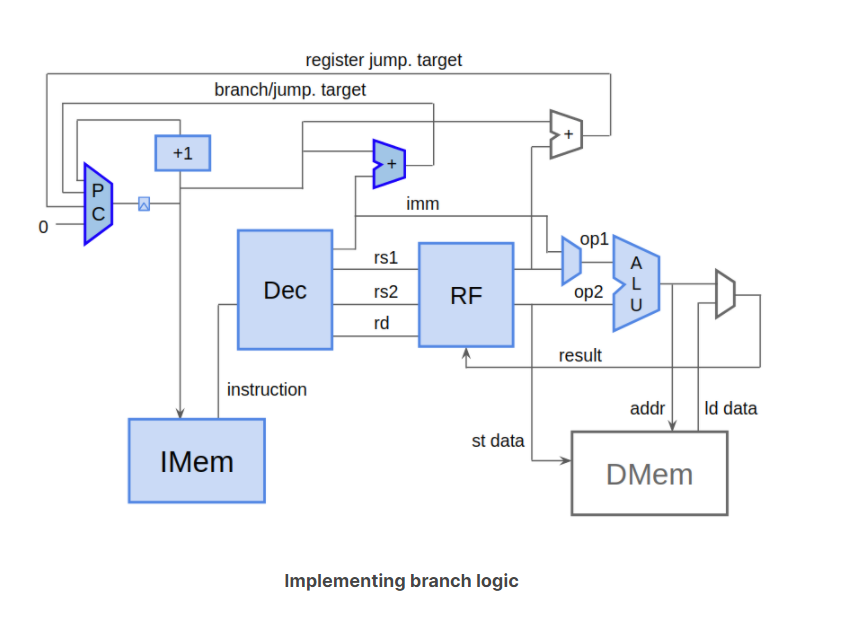 register jump. target
branch/jump. target
+1
+
+
P
C
0
imm
op1
rs1
Dec
RF
A
L
U
rs2
op2
rd
result
instruction
addr
ld data
st data
IMem
DMem
Implementing branch logic